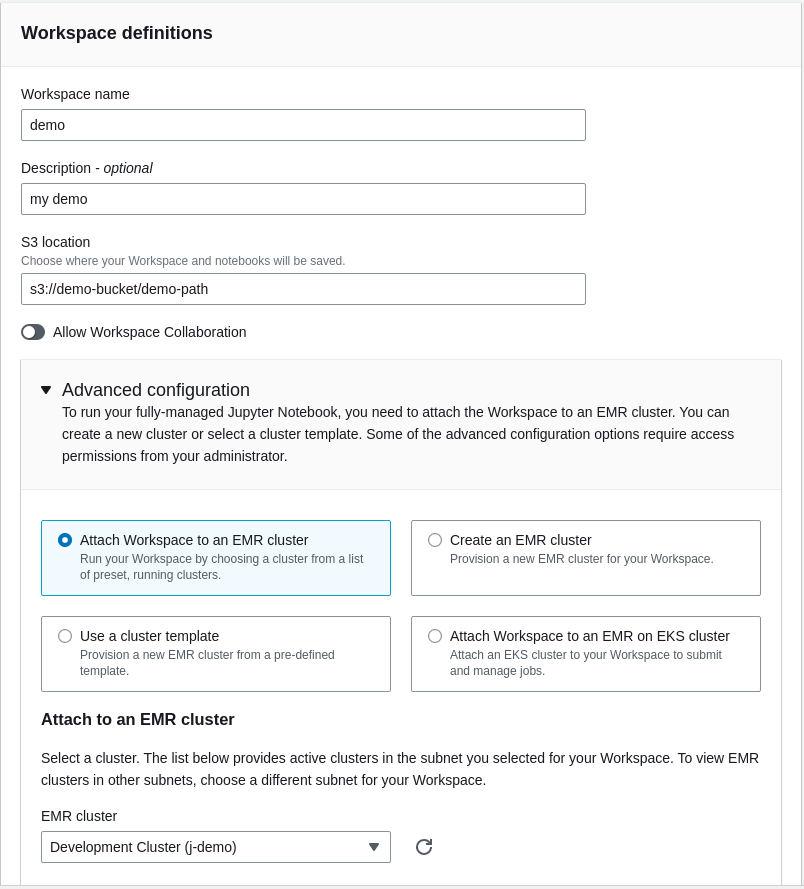 Workspace definitions
Workspace name
demo
Description - optional
my demo
S3 location
Choose where your Workspace and notebooks will be saved.
s3://demo-bucket/demo-path
Allow Workspace Collaboration
Advanced configuration
To run your fully-managed Jupyter Notebook, you need to attach the Workspace to an EMR cluster. You can
create a new cluster or select a cluster template. Some of the advanced configuration options require access
permissions from your administrator.
Attach Workspace to an EMR cluster
Run your Workspace by choosing a cluster from a list
of preset, running clusters.
Create an EMR cluster
Provision a new EMR cluster for your Workspace.
Use a cluster template
Provision a new EMR cluster from a pre-defined
template.
Attach Workspace to an EMR on EKS cluster
Attach an EKS cluster to your Workspace to submit
and manage jobs.
Attach to an EMR cluster
Select a cluster. The list below provides active clusters in the subnet you selected for your Workspace. To view EMR
clusters in other subnets, choose a different subnet for your Workspace.
EMR cluster
Development Cluster (j-demo)